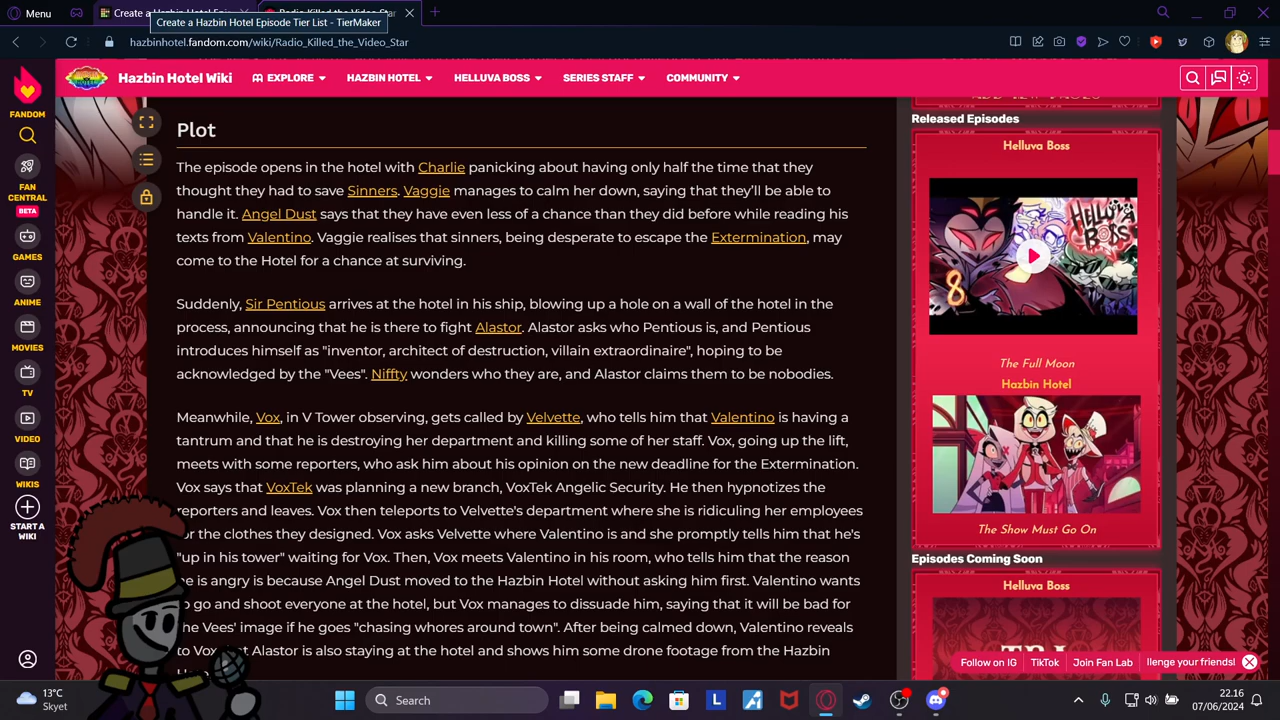 Menu
Create a Hazbin Hotel Episode Tier List - TierMaker
hazbinhotel.fandom.com/wiki/Radio_Killed_the_Video_Star
Hazbin Hotel Wiki
EXPLORE
HAZBIN HOTEL
HELLUVA BOSS
SERIES STAFF
COMMUNITY
FANDOM
FAN
CENTRAL
BETA
GAMES
ANIME
MOVIES
TV
VIDEO
WIKIS
START A
WIKI
Plot
The episode opens in the hotel with Charlie panicking about having only half the time that they
thought they had to save Sinners. Vaggie manages to calm her down, saying that they'll be able to
handle it. Angel Dust says that they have even less of a chance than they did before while reading his
texts from Valentino. Vaggie realises that sinners, being desperate to escape the Extermination, may
come to the Hotel for a chance at surviving.
Suddenly, Sir Pentious arrives at the hotel in his ship, blowing up a hole on a wall of the hotel in the
process, announcing that he is there to fight Alastor. Alastor asks who Pentious is, and Pentious
introduces himself as "inventor, architect of destruction, villain extraordinaire", hoping to be
acknowledged by the "Vees". Niffty wonders who they are, and Alastor claims them to be nobodies.
Meanwhile, Vox, in V Tower observing, gets called by Velvette, who tells him that Valentino is having a
tantrum and that he is destroying her department and killing some of her staff. Vox, going up the lift,
meets with some reporters, who ask him about his opinion on the new deadline for the Extermination.
Vox says that VoxTek was planning a new branch, VoxTek Angelic Security. He then hypnotizes the
reporters and leaves. Vox then teleports to Velvette's department where she is ridiculing her employees
for the clothes they designed. Vox asks Velvette where Valentino is and she promptly tells him that he's
"up in his tower" waiting for Vox. Then, Vox meets Valentino in his room, who tells him that the reason
he is angry is because Angel Dust moved to the Hazbin Hotel without asking him first. Valentino wants
to go and shoot everyone at the hotel, but Vox manages to dissuade him, saying that it will be bad for
the Vees' image if he goes "chasing whores around town". After being calmed down, Valentino reveals
to Vox that Alastor is also staying at the hotel and shows him some drone footage from the Hazbin
Released Episodes
Helluva Boss
HELLUVA
BOSS
8
The Full Moon
Hazbin Hotel
The Show Must Go On
Episodes Coming Soon
Helluva Boss
Follow on IG
TikTok
Join Fan Lab
llenge your friends!
13°C
Skyet
Search
22.16
07/06/2024